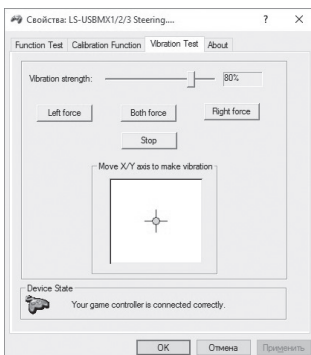 Свойства: LS-USBMX1/2/3 Steering.... ? ×
Function Test Calibration Function Vibration Test About
Vibration strength: 80%
Left force Both force Right force
Stop
Move X/Y axis to make vibration
Device State
Your game controller is connected correctly.
OK Отмена Применить